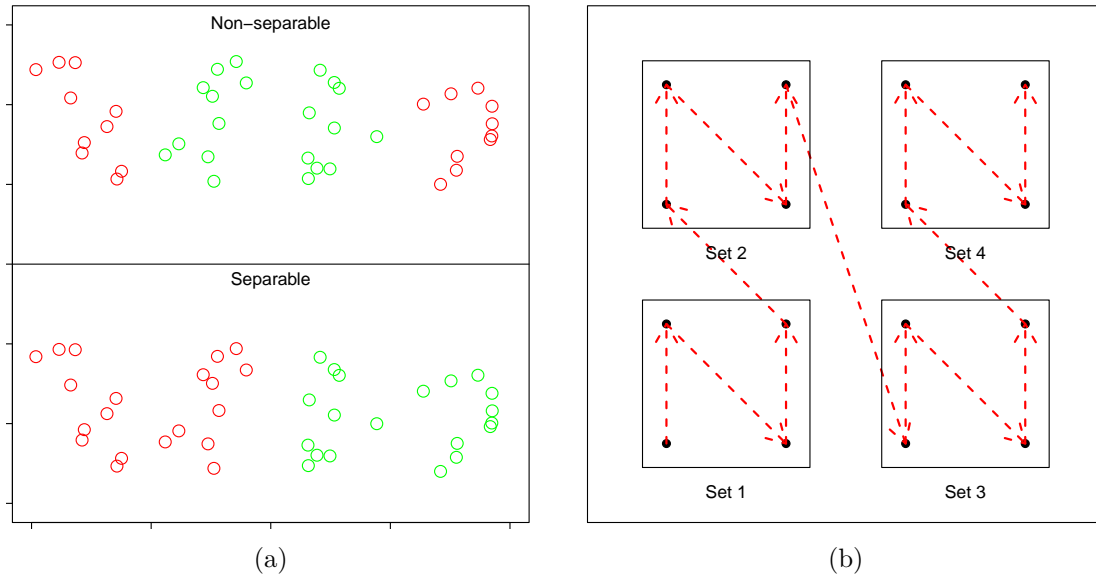 Non−separable
Separable
Set 2
Set 4
Set 1
Set 3
(a)
(b)